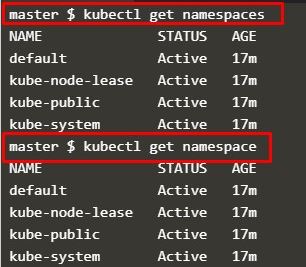 master $ kubectl get namespaces
NAME STATUS AGE
default Active 17m
kube-node-lease Active 17m
kube-public Active 17m
kube-system Active 17m
master $ kubectl get namespace
NAME STATUS AGE
default Active 17m
kube-node-lease Active 17m
kube-public Active 17m
kube-system Active 17m